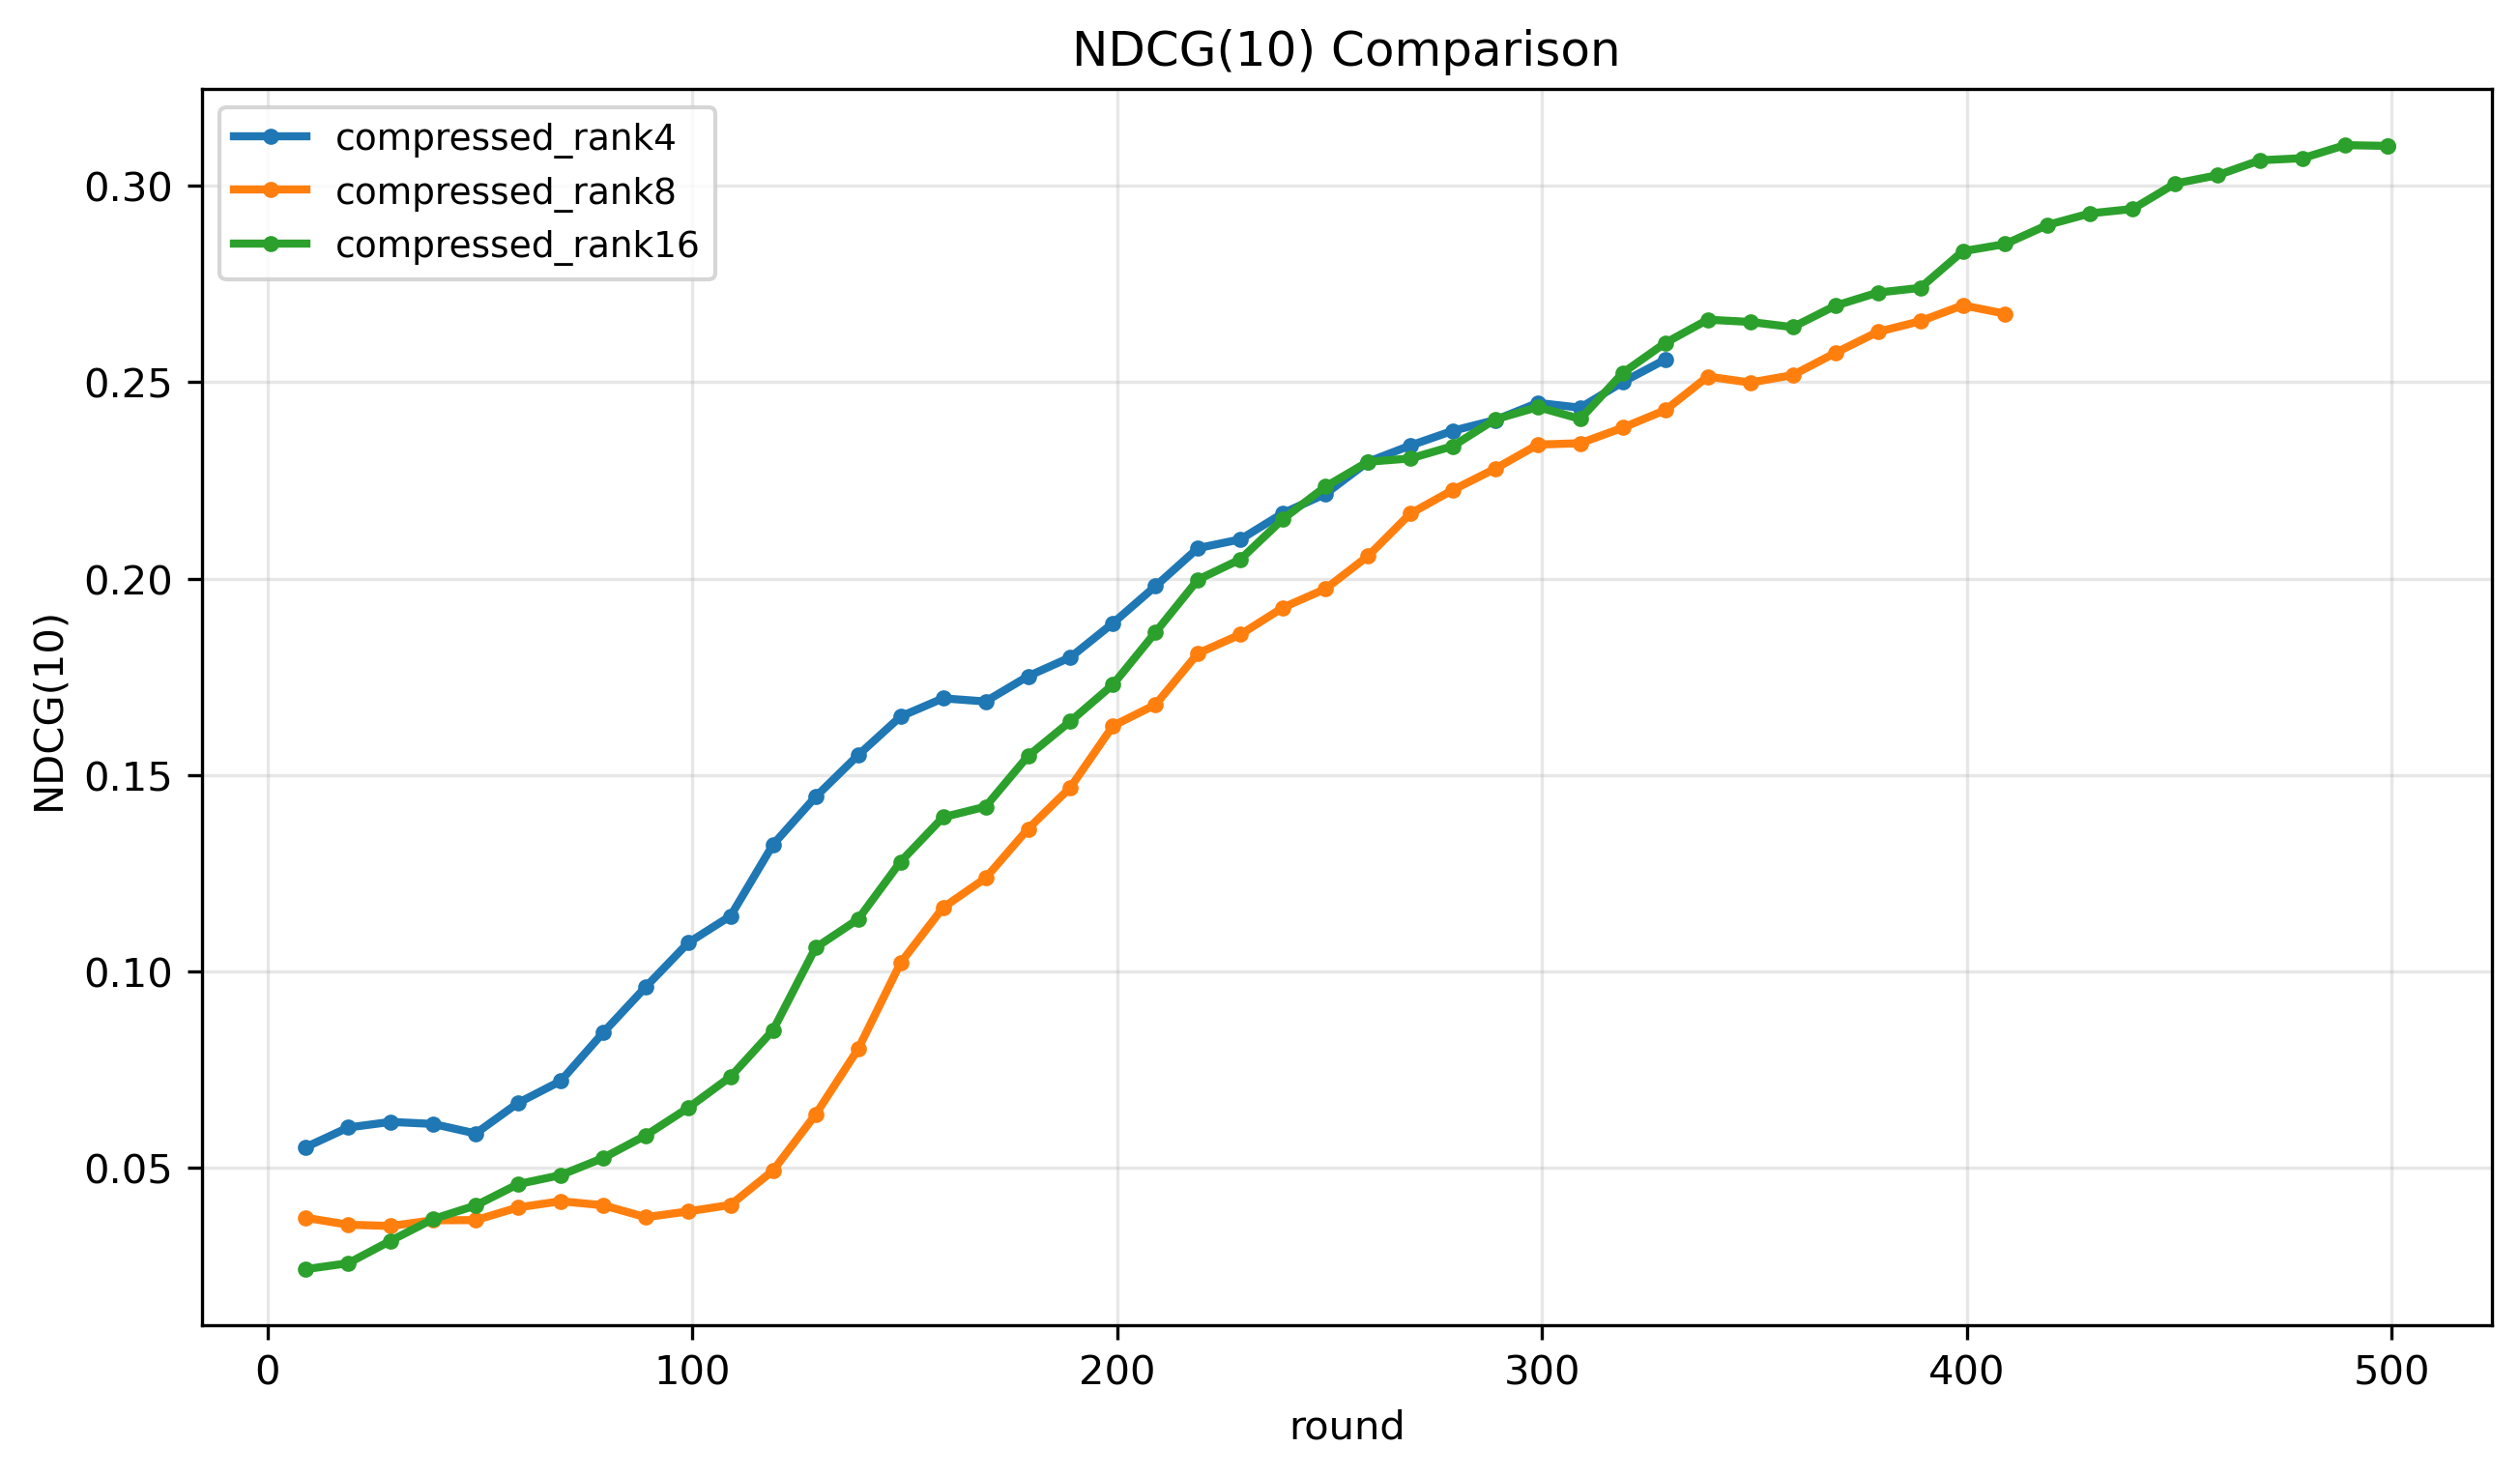 NDCG(10) Comparison
compressed_rank4
compressed_rank8
compressed_rank16
NDCG(10)
0.30
0.25
0.20
0.15
0.10
0.05
0 100 200 300 400 500
round